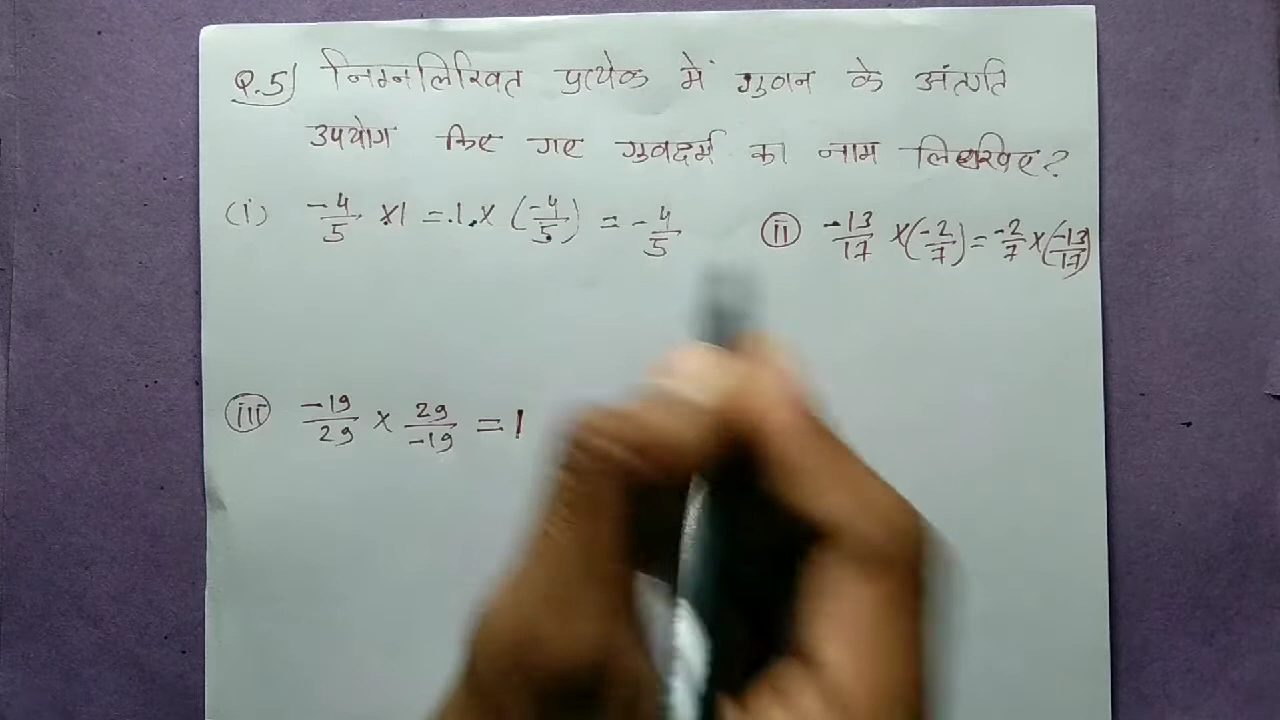 Q.5) निम्नलिखित प्रत्येक में गुणन के अंतर्गत
उपयोग किए गए गुणधर्म का नाम लिखिए?
(i) -4/5 ×1 = 1 × (-4/5) = -4/5
(ii) -13/17 ×(-2/7) = -2/7 ×(-13/17)
(iii) -19/29 × 29/-19 = 1